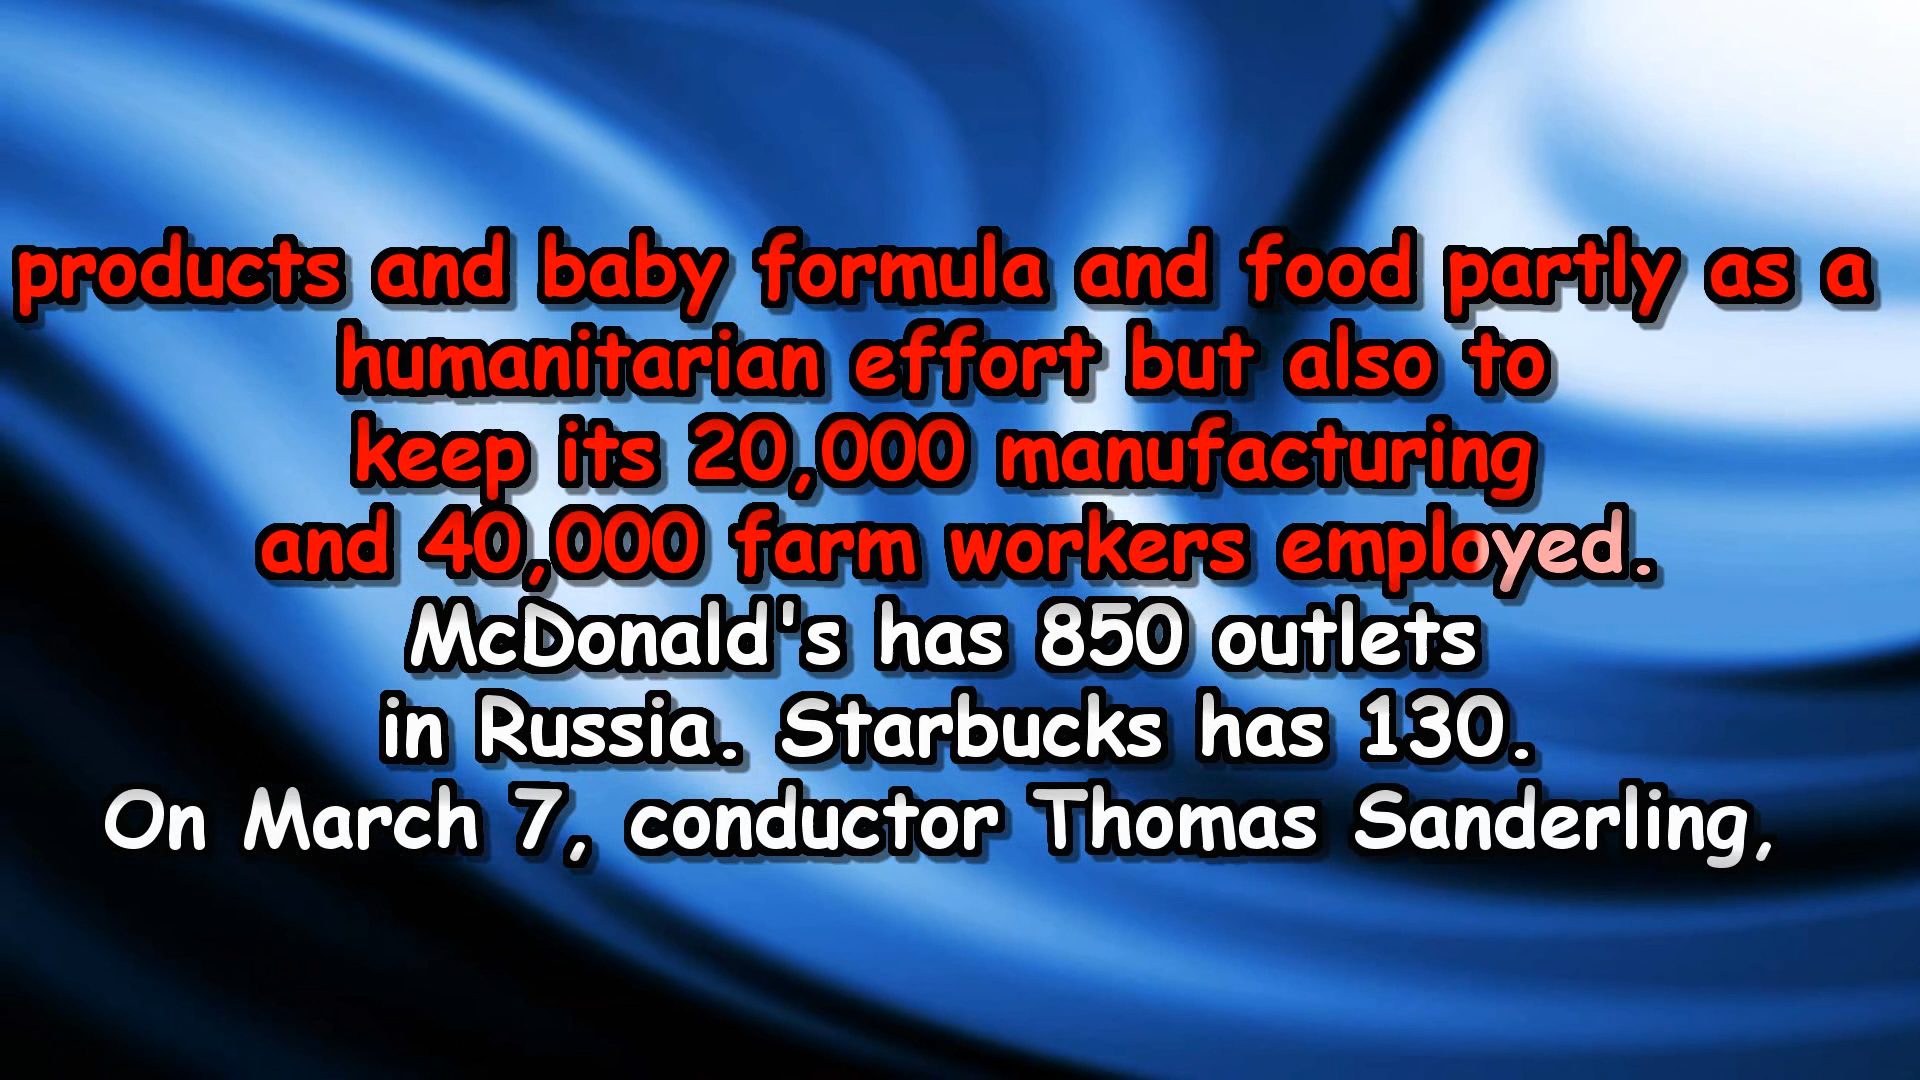 products and baby formula and food partly as a
humanitarian effort but also to
keep its 20,000 manufacturing
and 40,000 farm workers employed.
McDonald's has 850 outlets
in Russia. Starbucks has 130.
On March 7, conductor Thomas Sanderling,